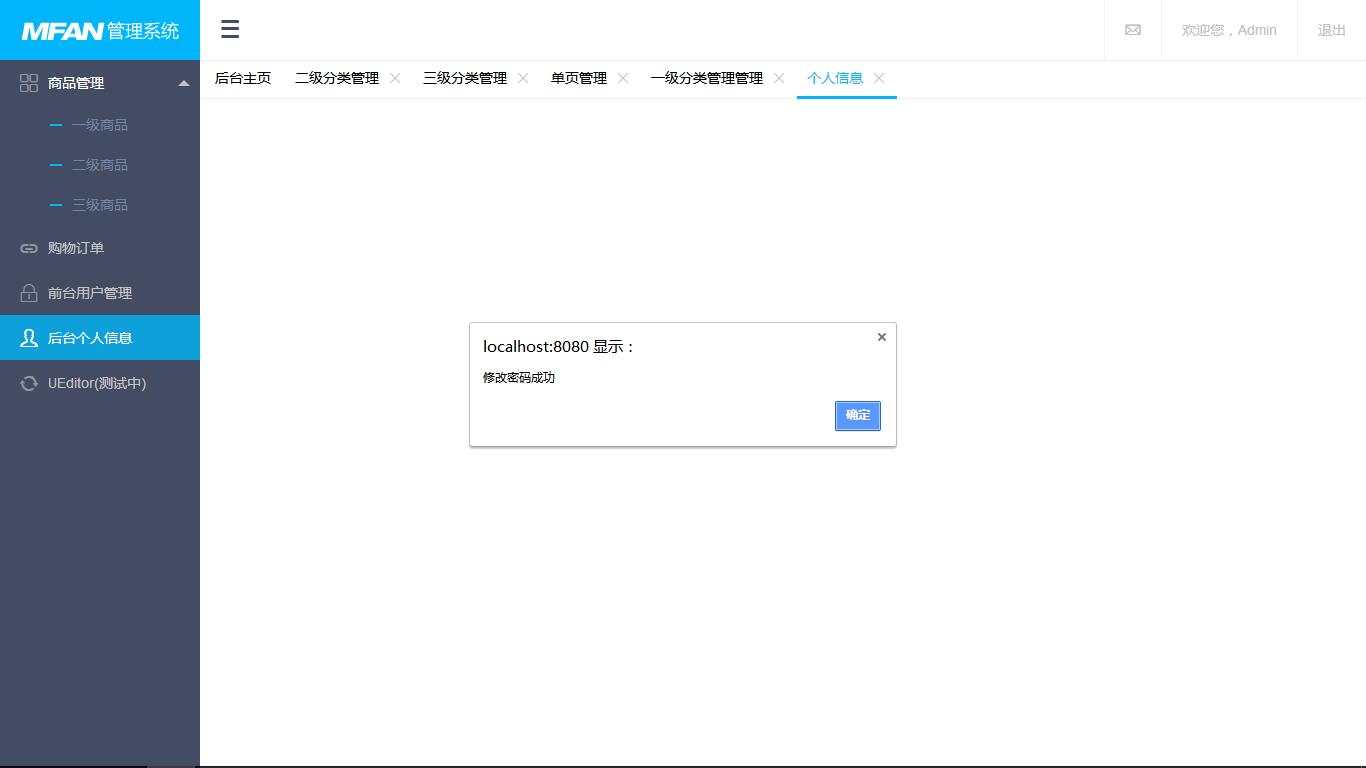 MFAN管理系统
欢迎您，Admin
退出
后台主页
二级分类管理
三级分类管理
单页管理
一级分类管理管理
个人信息
商品管理
一级商品
二级商品
三级商品
购物订单
前台用户管理
后台个人信息
UEditor(测试中)
localhost:8080 显示：
修改密码成功
确定